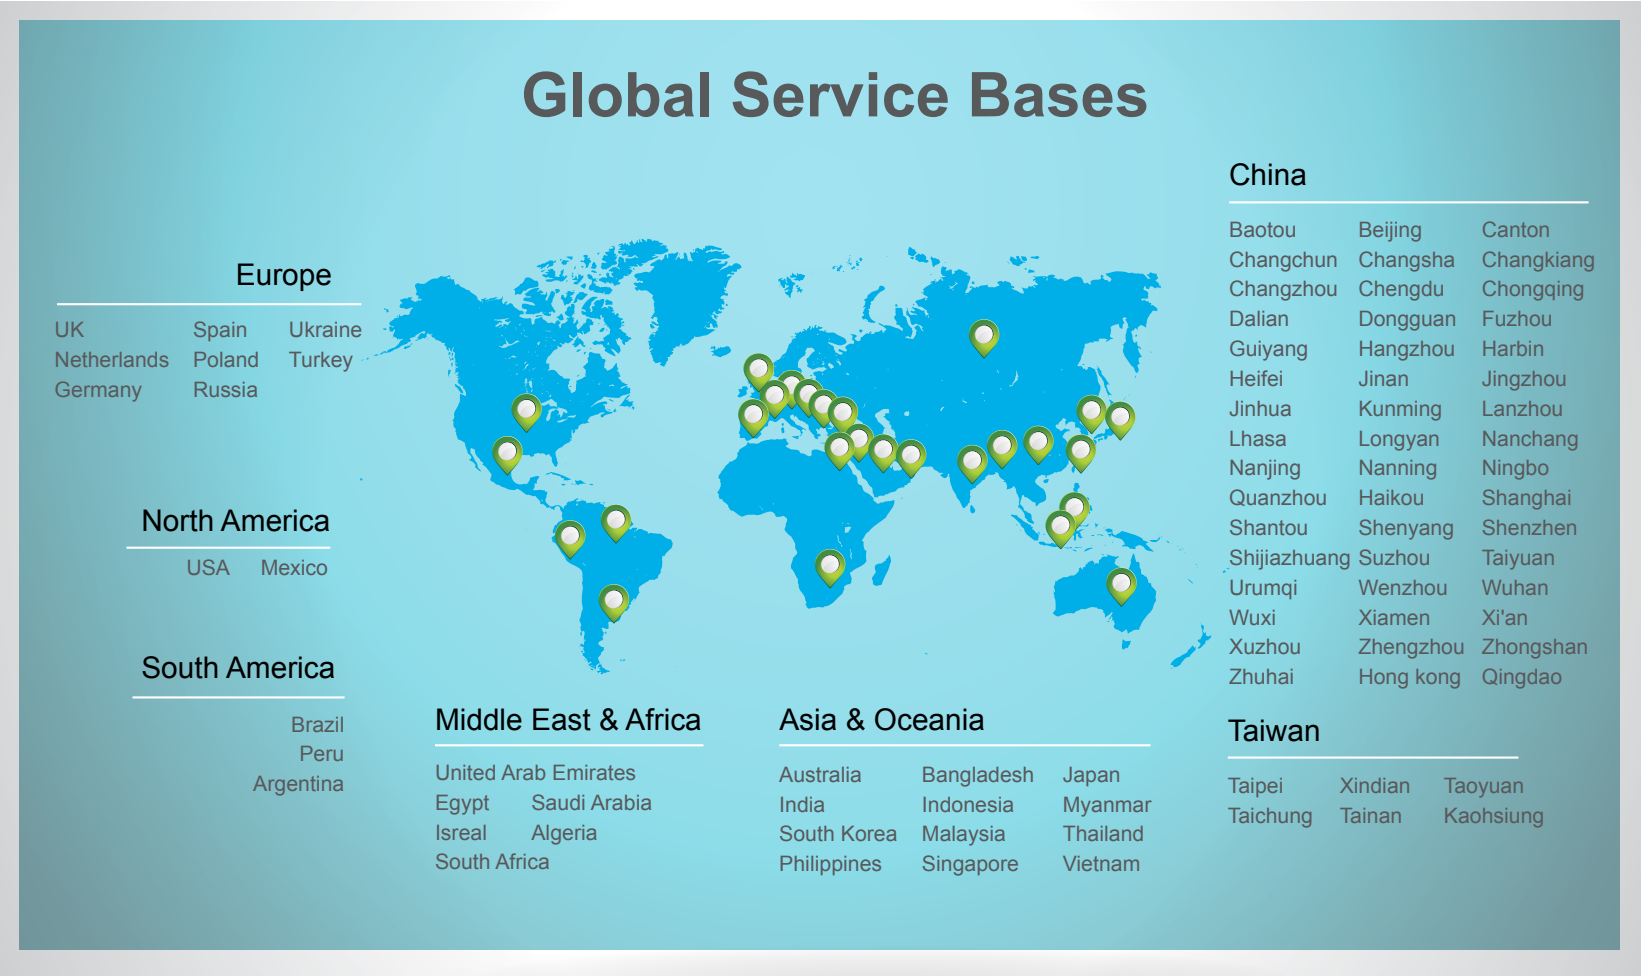 Global Service Bases
China
Baotou Beijing Canton
Changchun Changsha Changkiang
Changzhou Chengdu Chongqing
Dalian Dongguan Fuzhou
Guiyang Hangzhou Harbin
Heifei Jinan Jingzhou
Jinhua Kunming Lanzhou
Lhasa Longyan Nanchang
Nanjing Nanning Ningbo
Quanzhou Haikou Shanghai
Shantou Shenyang Shenzhen
Shijiazhuang Suzhou Taiyuan
Urumqi Wenzhou Wuhan
Wuxi Xiamen Xi'an
Xuzhou Zhengzhou Zhongshan
Zhuhai Hong kong Qingdao
Europe
UK Spain Ukraine
Netherlands Poland Turkey
Germany Russia
North America
USA Mexico
South America
Brazil
Peru
Argentina
Middle East & Africa
United Arab Emirates
Egypt Saudi Arabia
Isreal Algeria
South Africa
Asia & Oceania
Australia Bangladesh Japan
India Indonesia Myanmar
South Korea Malaysia Thailand
Philippines Singapore Vietnam
Taiwan
Taipei Xindian Taoyuan
Taichung Tainan Kaohsiung